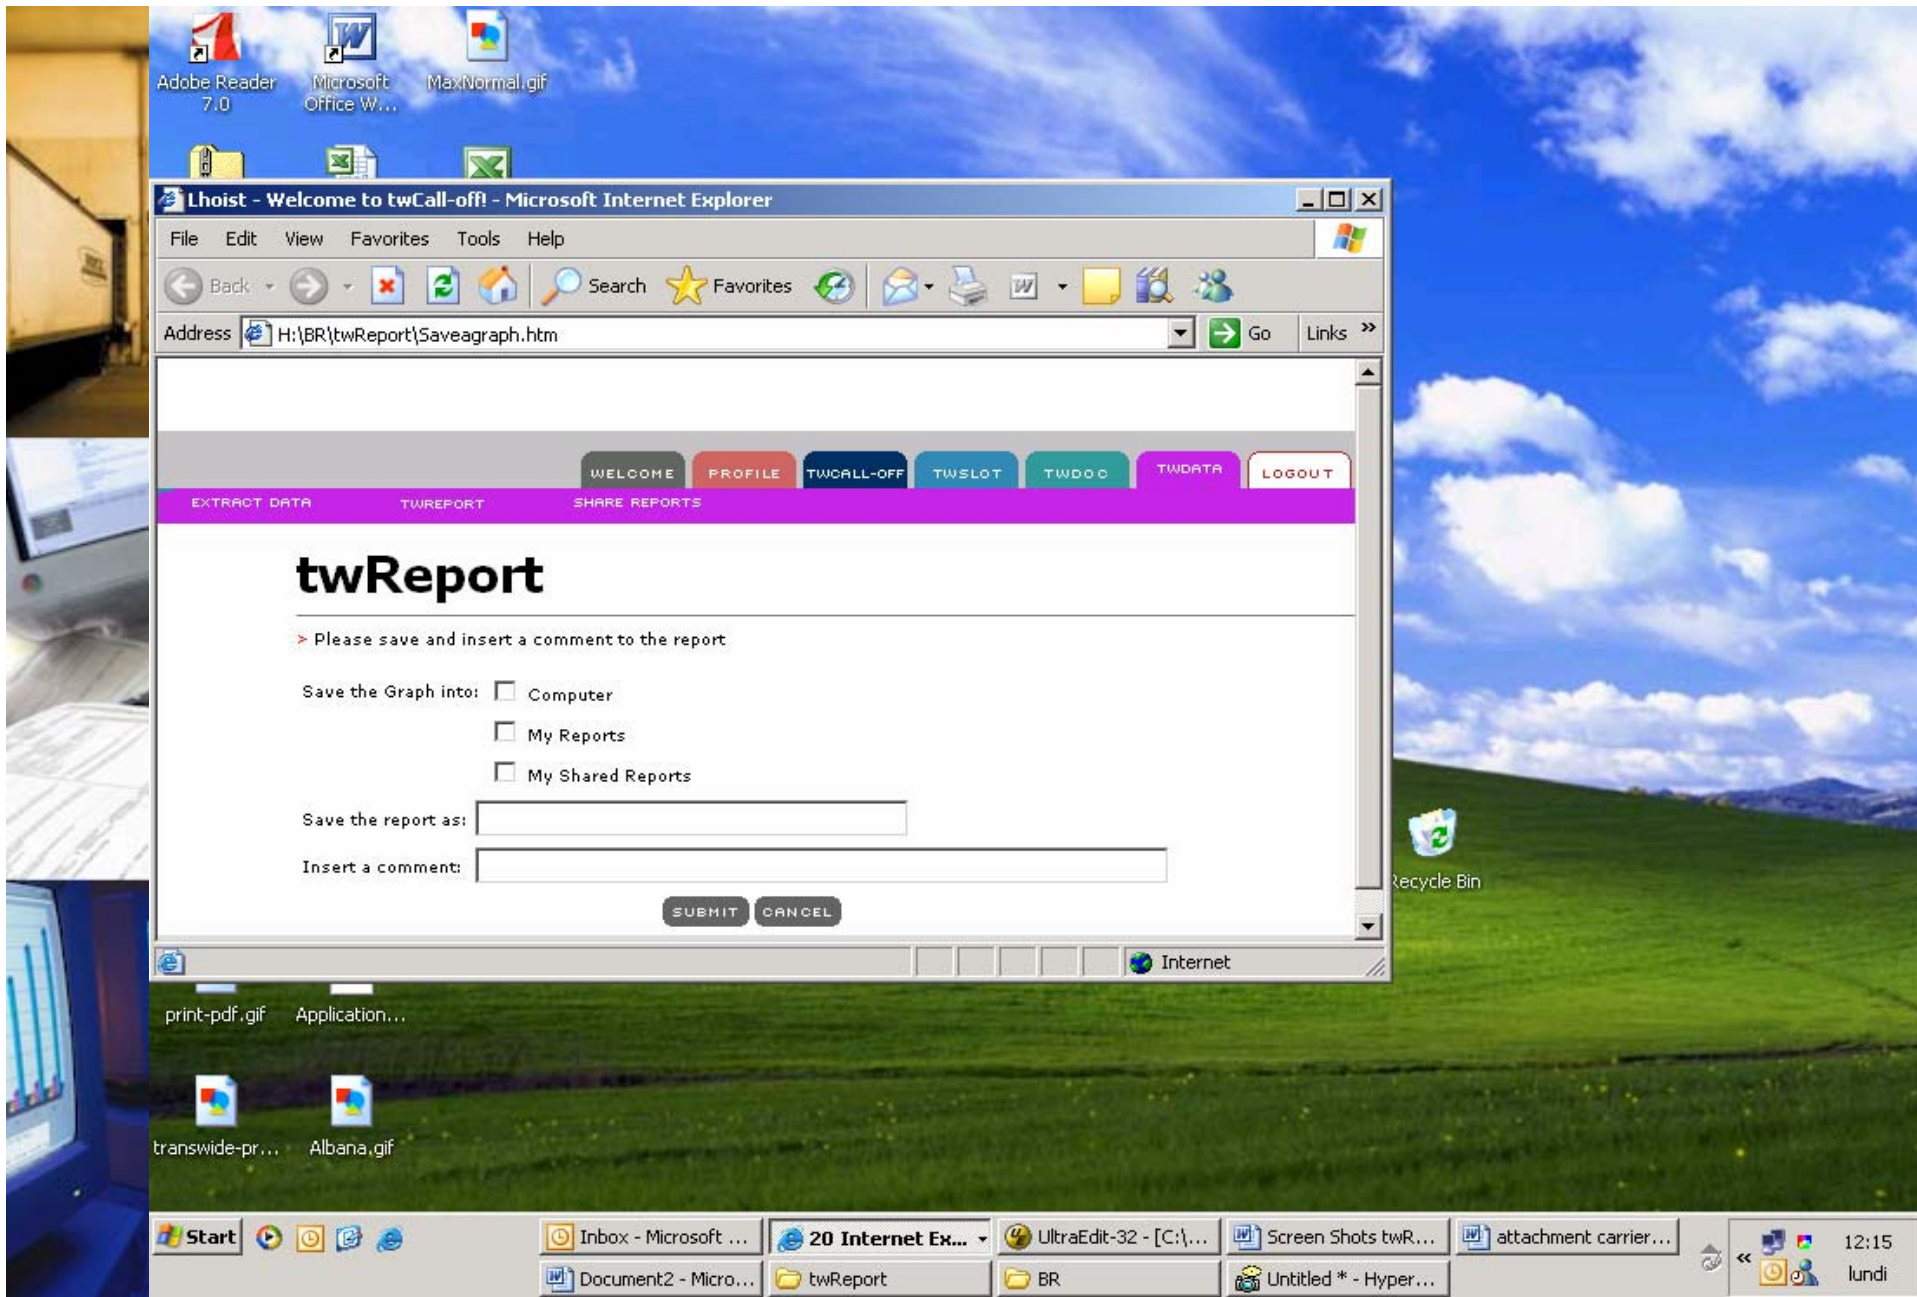 Adobe Reader 7.0
Microsoft Office W...
MaxNormal.gif
Lhoist - Welcome to twCall-off! - Microsoft Internet Explorer
File Edit View Favorites Tools Help
Back Search Favorites
Address H:\BR\twReport\Saveagraph.htm Go Links »
WELCOME PROFILE TWCALL-OFF TWSLOT TWDOC TWDATA LOGOUT
EXTRACT DATA TWREPORT SHARE REPORTS
twReport
> Please save and insert a comment to the report
Save the Graph into: Computer
My Reports
My Shared Reports
Save the report as:
Insert a comment:
SUBMIT CANCEL
Internet
Recycle Bin
print-pdf.gif Application...
transwide-pr... Albana.gif
Start Inbox - Microsoft ... 20 Internet Ex... UltraEdit-32 - [C:\... Screen Shots twR... attachment carrier... « 12:15
Document2 - Micro... twReport BR Untitled * - Hyper... lundi